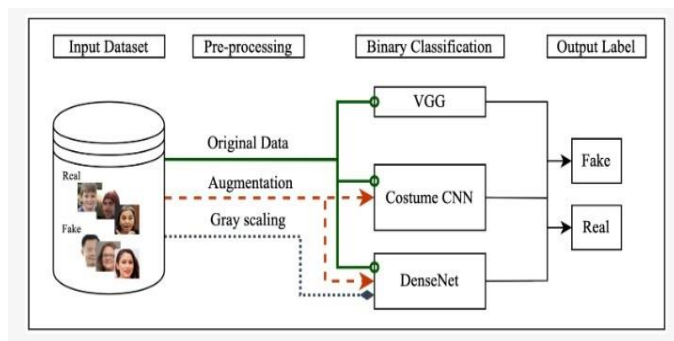 Input Dataset
Pre-processing
Binary Classification
Output Label
Original Data
Augmentation
Gray scaling
Real
Fake
VGG
Costume CNN
DenseNet
Fake
Real